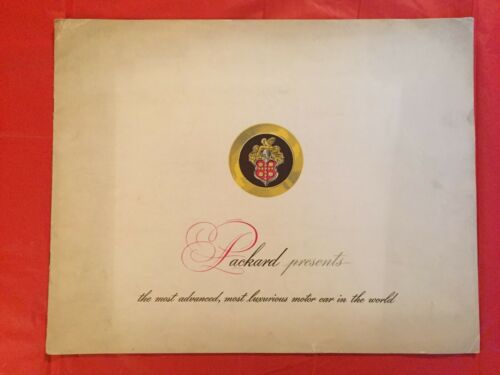 Packard presents
the most advanced, most luxurious motor car in the world